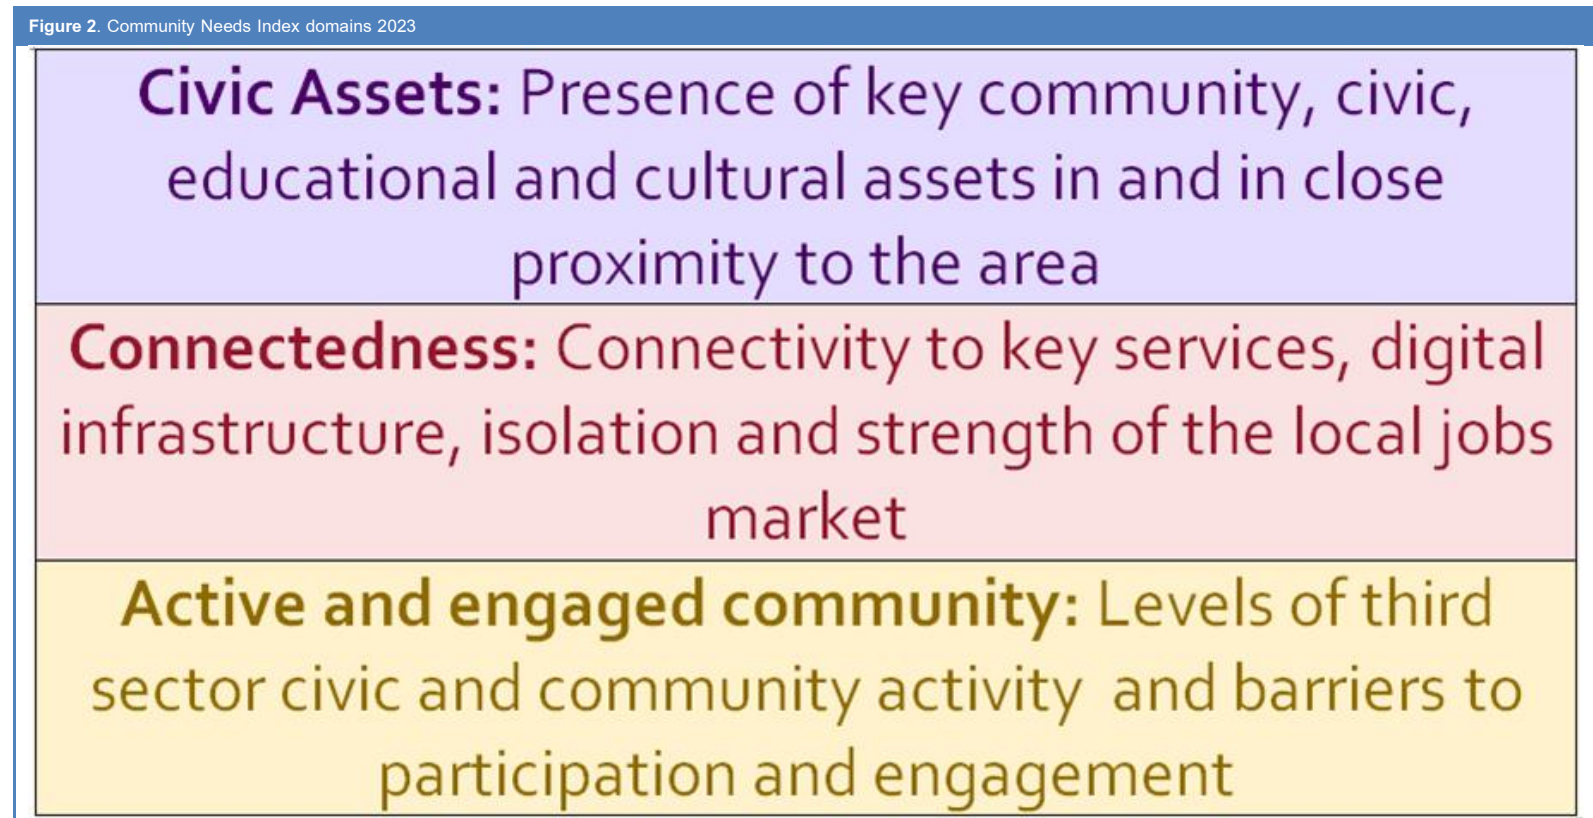 Figure 2. Community Needs Index domains 2023
Civic Assets: Presence of key community, civic,
educational and cultural assets in and in close
proximity to the area
Connectedness: Connectivity to key services, digital
infrastructure, isolation and strength of the local jobs
market
Active and engaged community: Levels of third
sector civic and community activity  and barriers to
participation and engagement